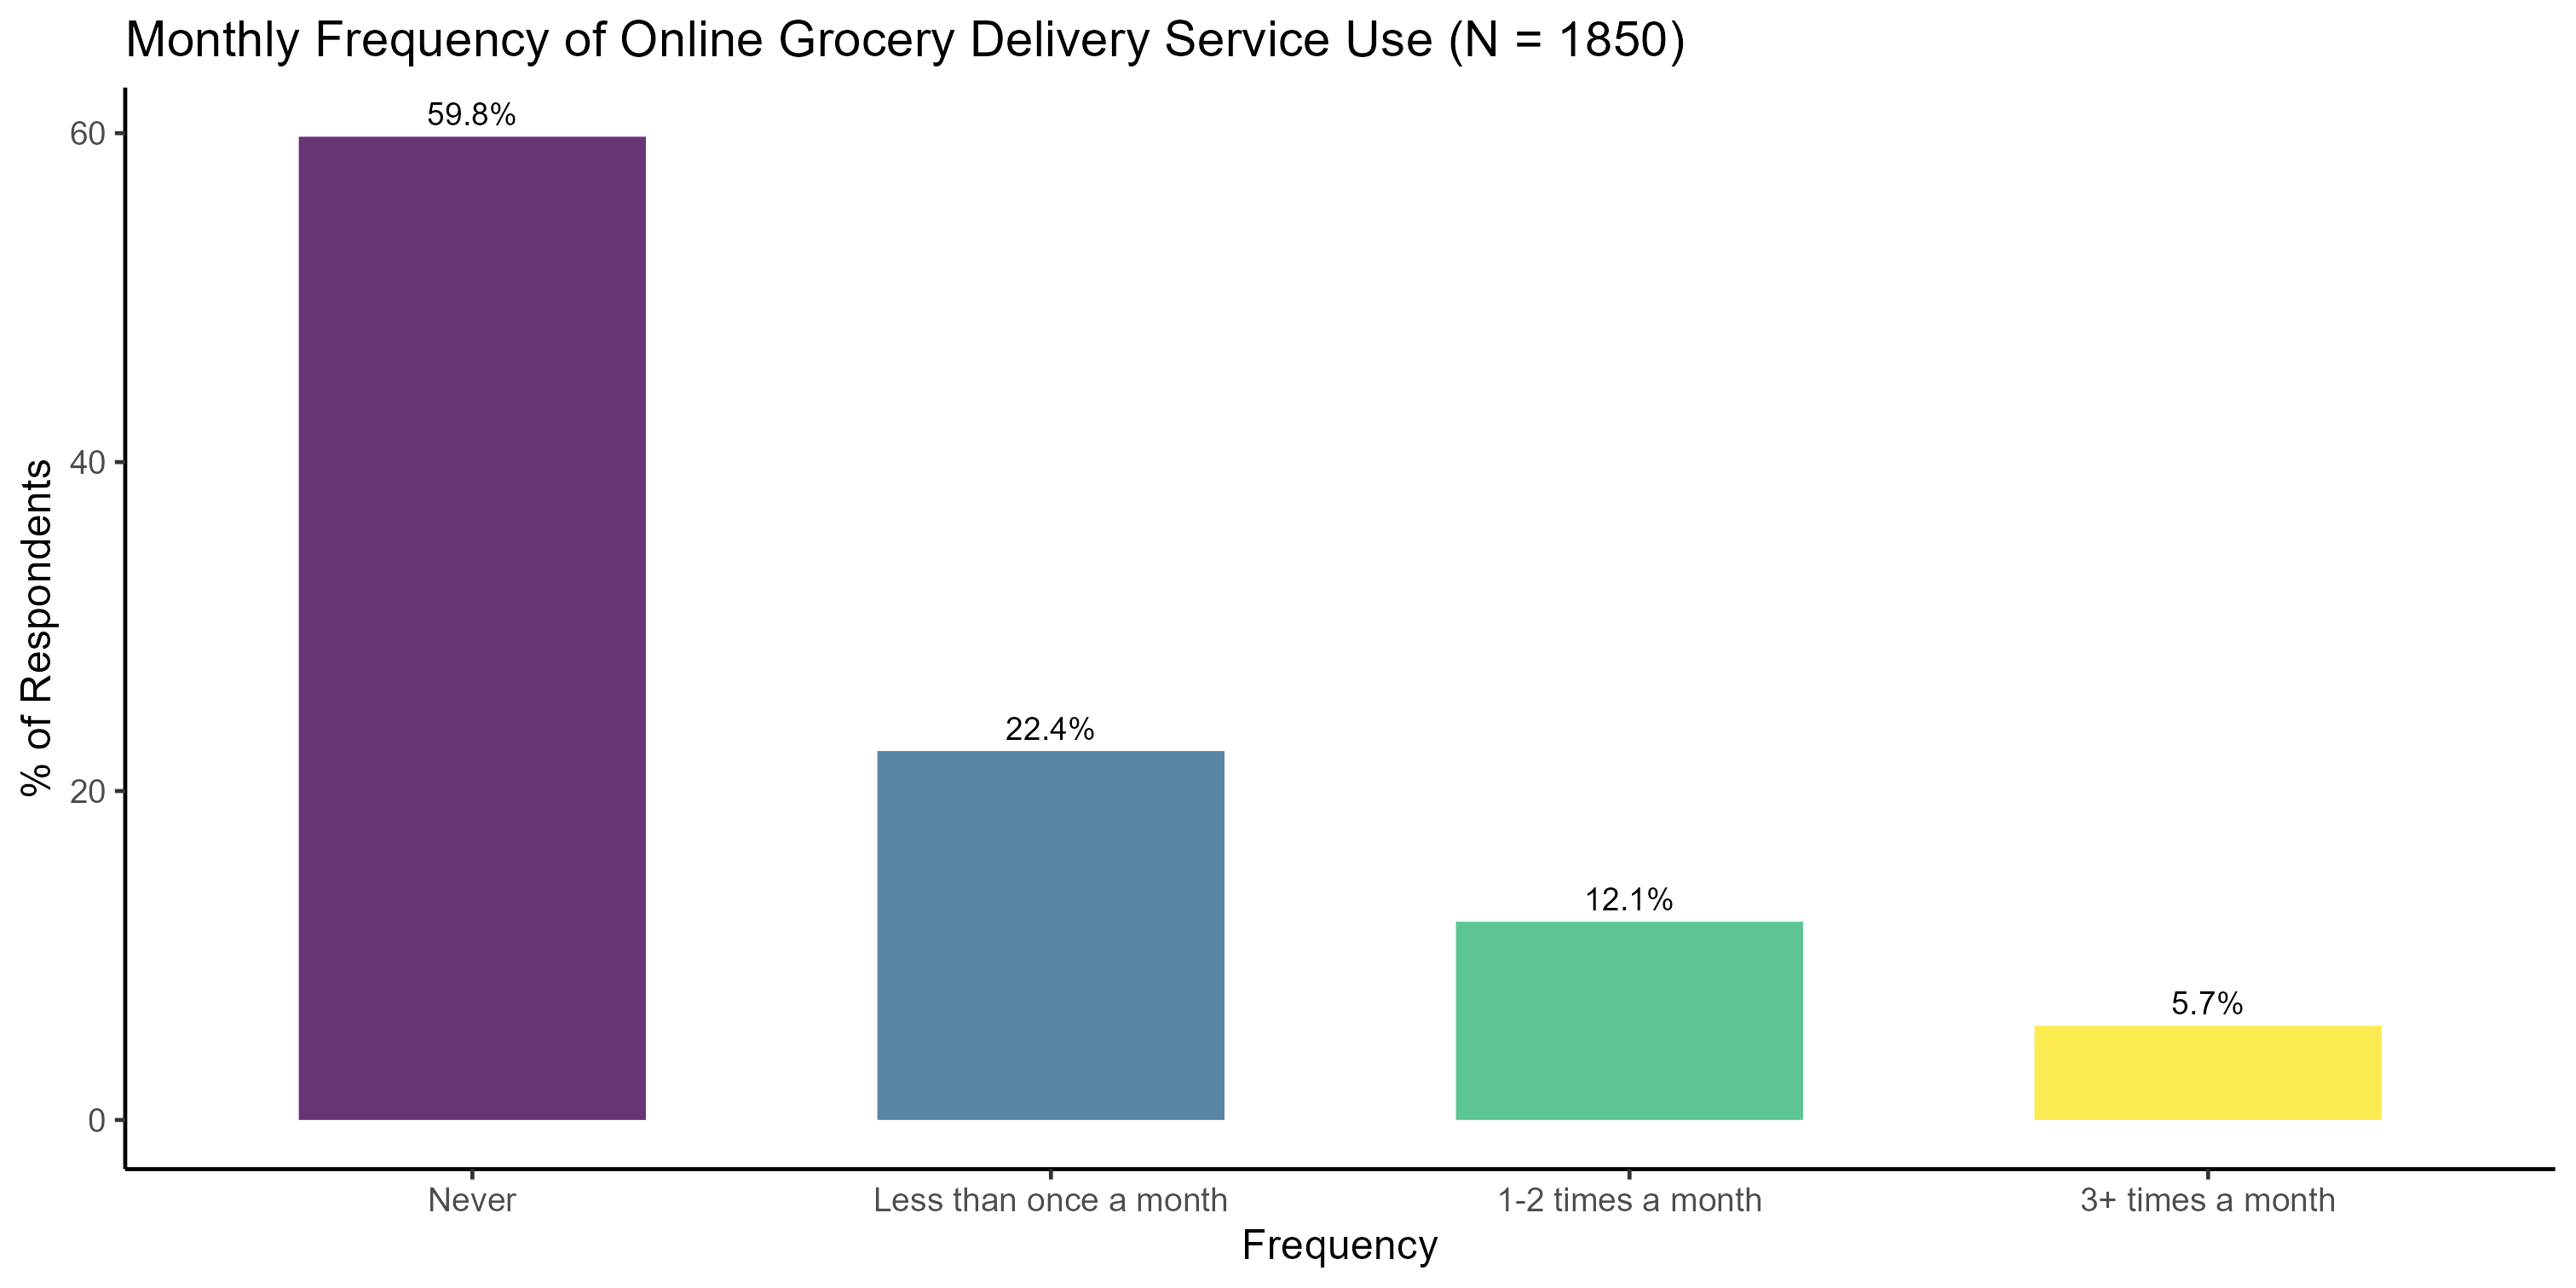 Monthly Frequency of Online Grocery Delivery Service Use (N = 1850)
% of Respondents
60
40
20
0
59.8%
22.4%
12.1%
5.7%
Never
Less than once a month
1-2 times a month
3+ times a month
Frequency